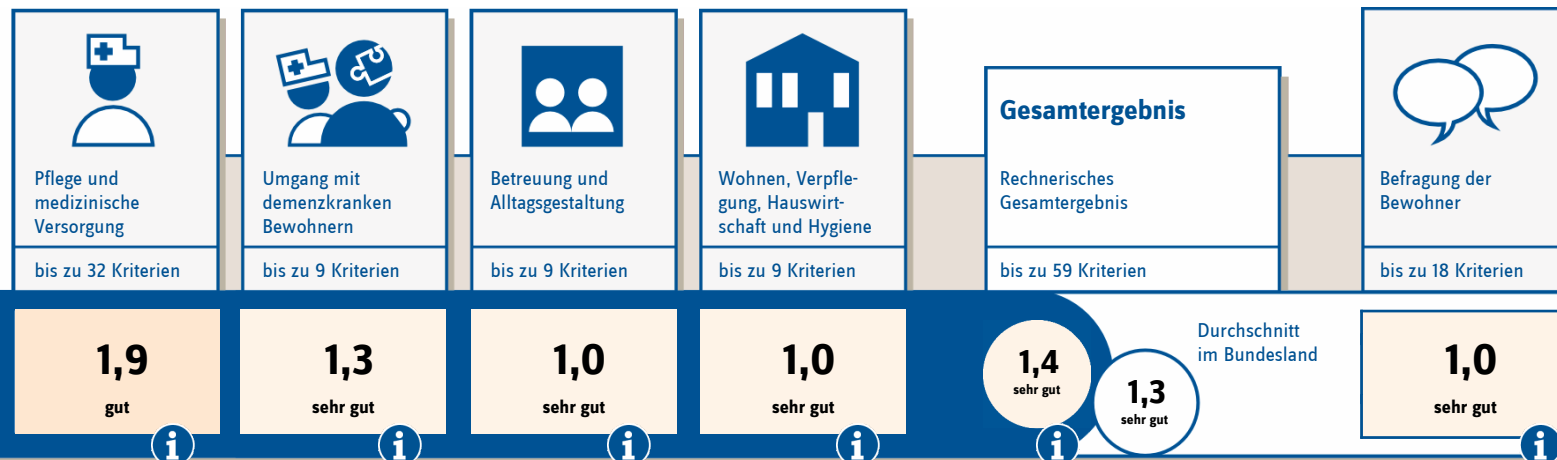 Pflege und
medizinische
Versorgung
bis zu 32 Kriterien
1,9
gut
i
Umgang mit
demenzkranken
Bewohnern
bis zu 9 Kriterien
1,3
sehr gut
i
Betreuung und
Alltagsgestaltung
bis zu 9 Kriterien
1,0
sehr gut
i
Wohnen, Verpfle-
gung, Hauswirt-
schaft und Hygiene
bis zu 9 Kriterien
1,0
sehr gut
i
Gesamtergebnis
Rechnerisches
Gesamtergebnis
bis zu 59 Kriterien
1,4
sehr gut
i
Durchschnitt
im Bundesland
1,3
sehr gut
Befragung der
Bewohner
bis zu 18 Kriterien
1,0
sehr gut
i